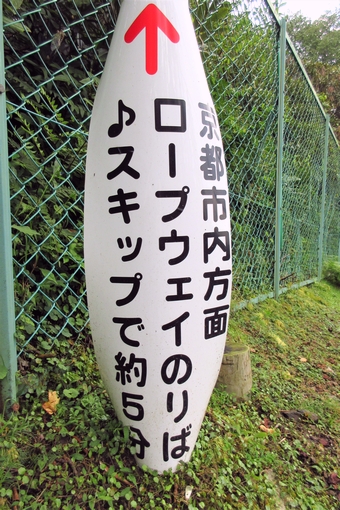 京都市内方面
ロープウェイのりば
♪スキップで約5分